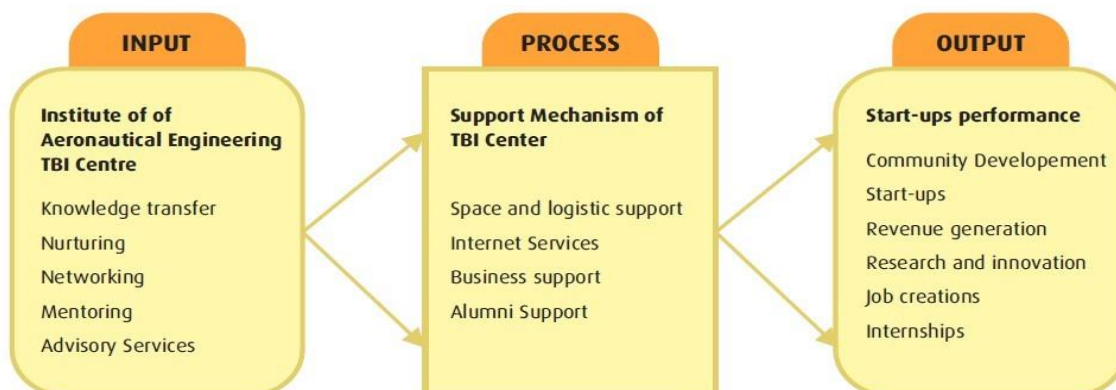 INPUT
Institute of of
Aeronautical Engineering
TBI Centre
Knowledge transfer
Nurturing
Networking
Mentoring
Advisory Services
PROCESS
Support Mechanism of
TBI Center
Space and logistic support
Internet Services
Business support
Alumni Support
OUTPUT
Start-ups performance
Community Developement
Start-ups
Revenue generation
Research and innovation
Job creations
Internships